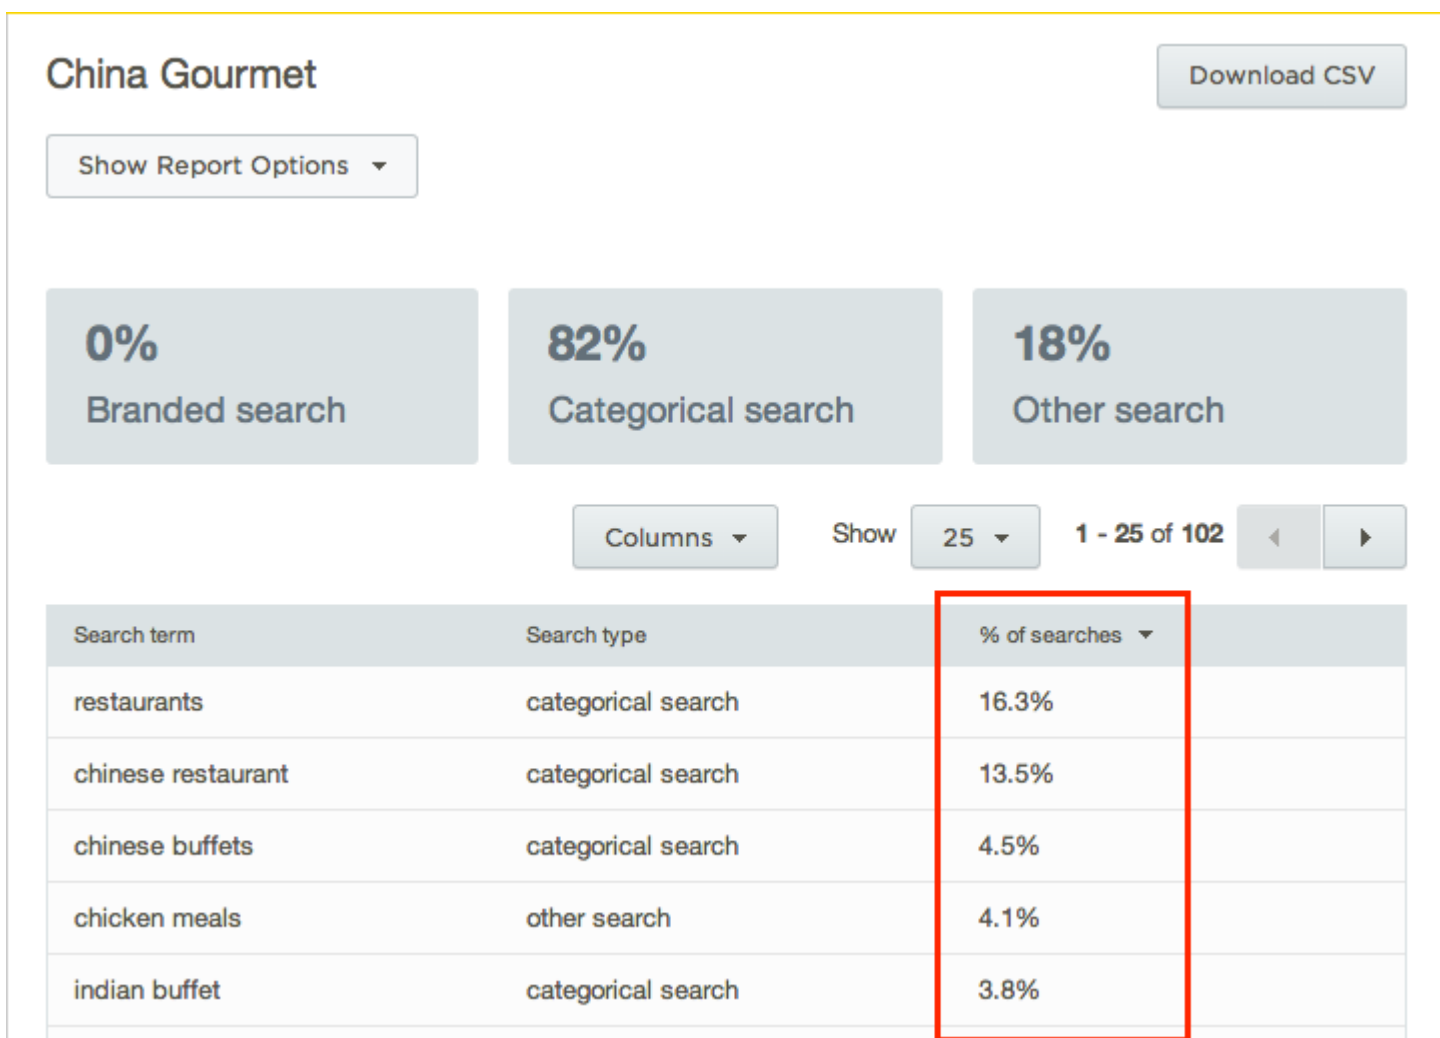 China Gourmet
Download CSV
Show Report Options
0%
Branded search
82%
Categorical search
18%
Other search
Columns
Show
25
1 - 25 of 102
Search term Search type % of searches
restaurants categorical search 16.3%
chinese restaurant categorical search 13.5%
chinese buffets categorical search 4.5%
chicken meals other search 4.1%
indian buffet categorical search 3.8%